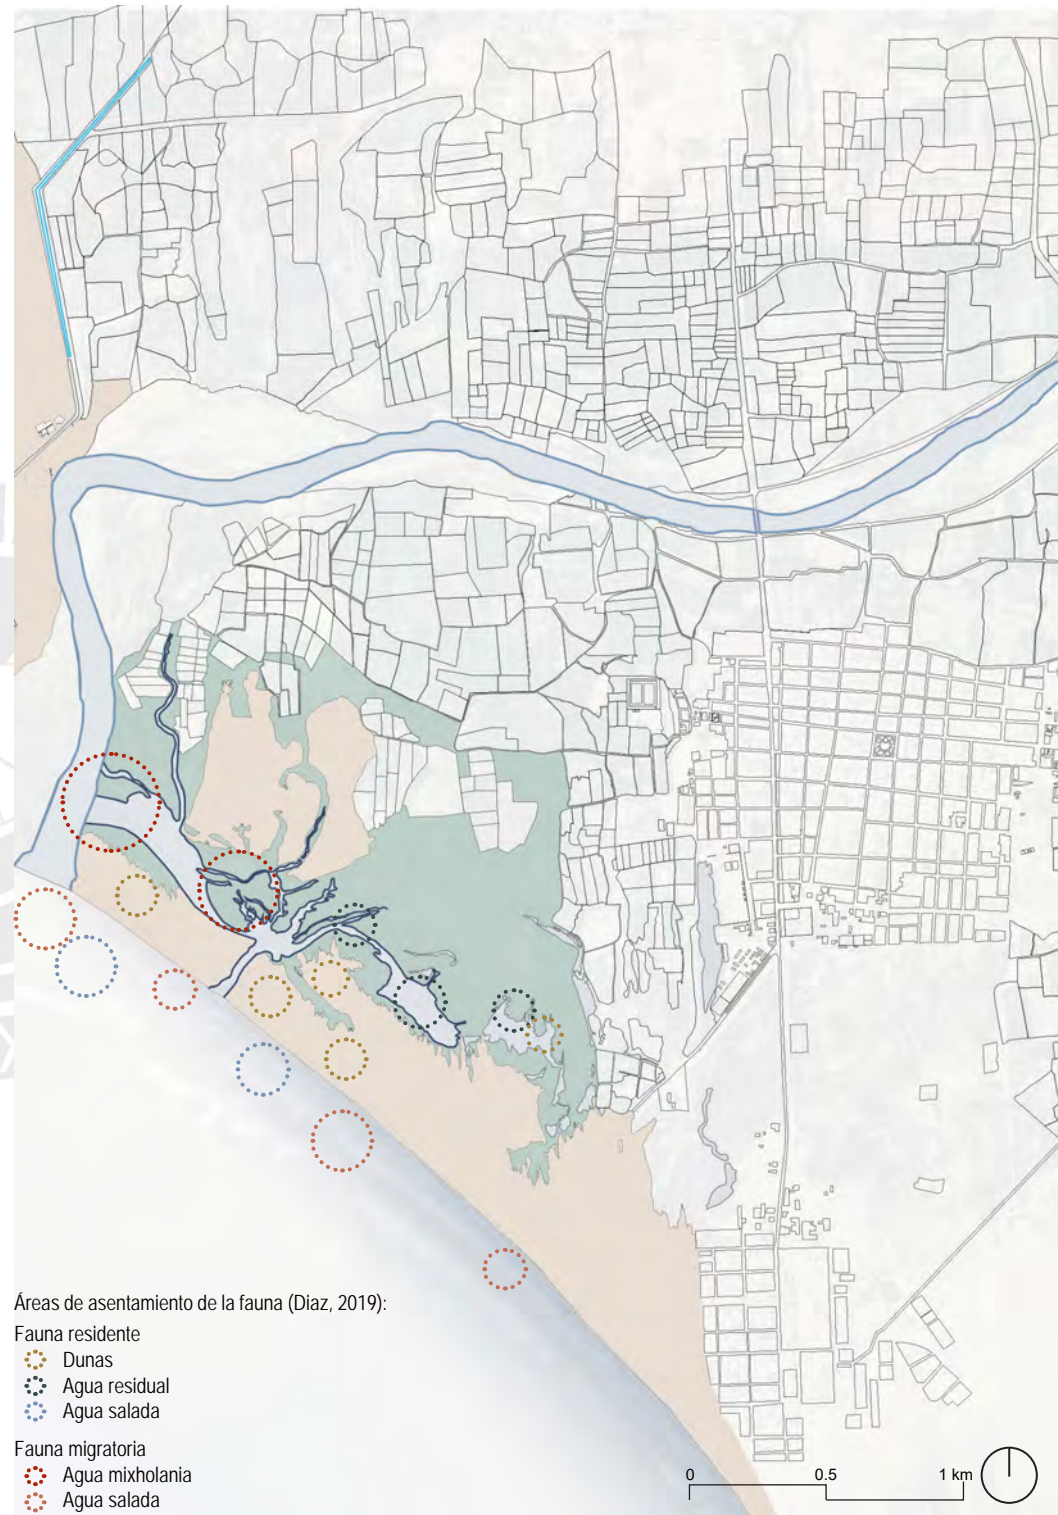 Áreas de asentamiento de la fauna (Diaz, 2019):
Fauna residente
Dunas
Agua residual
Agua salada
Fauna migratoria
Agua mixholania
Agua salada
0 0.5 1 km